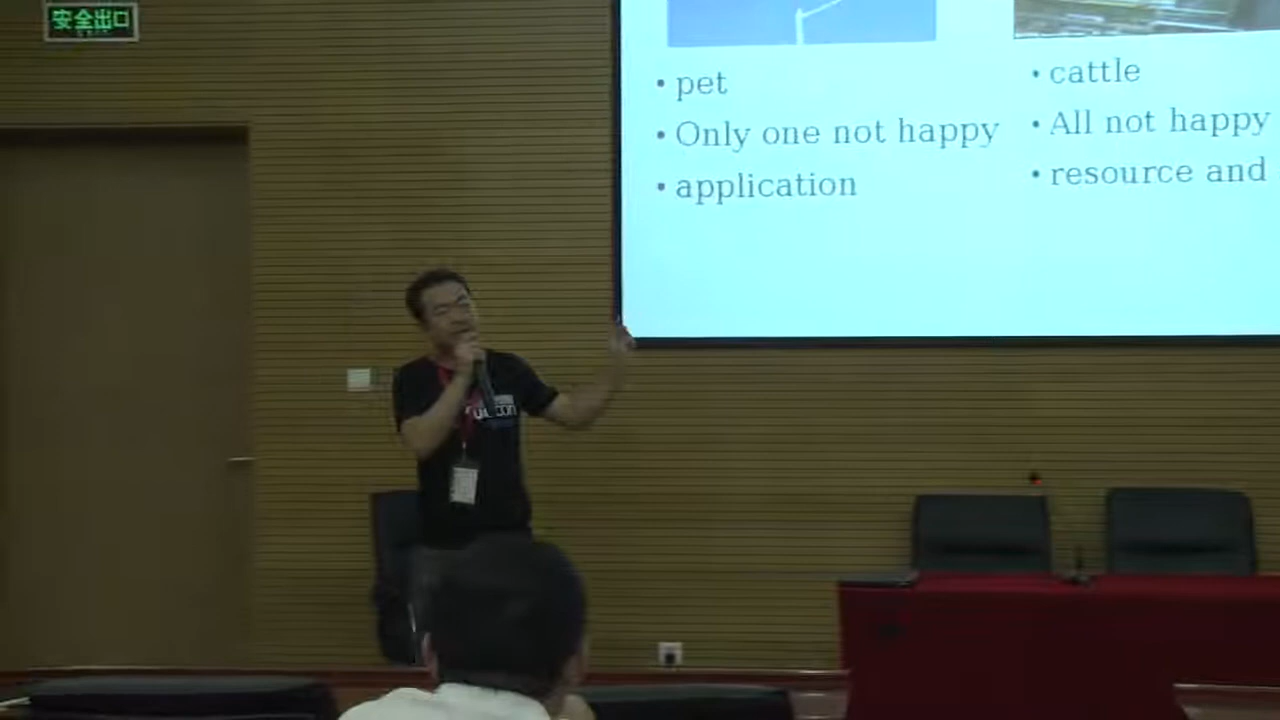 安全出口
• pet
• Only one not happy
• application
• cattle
• All not happy
• resource and